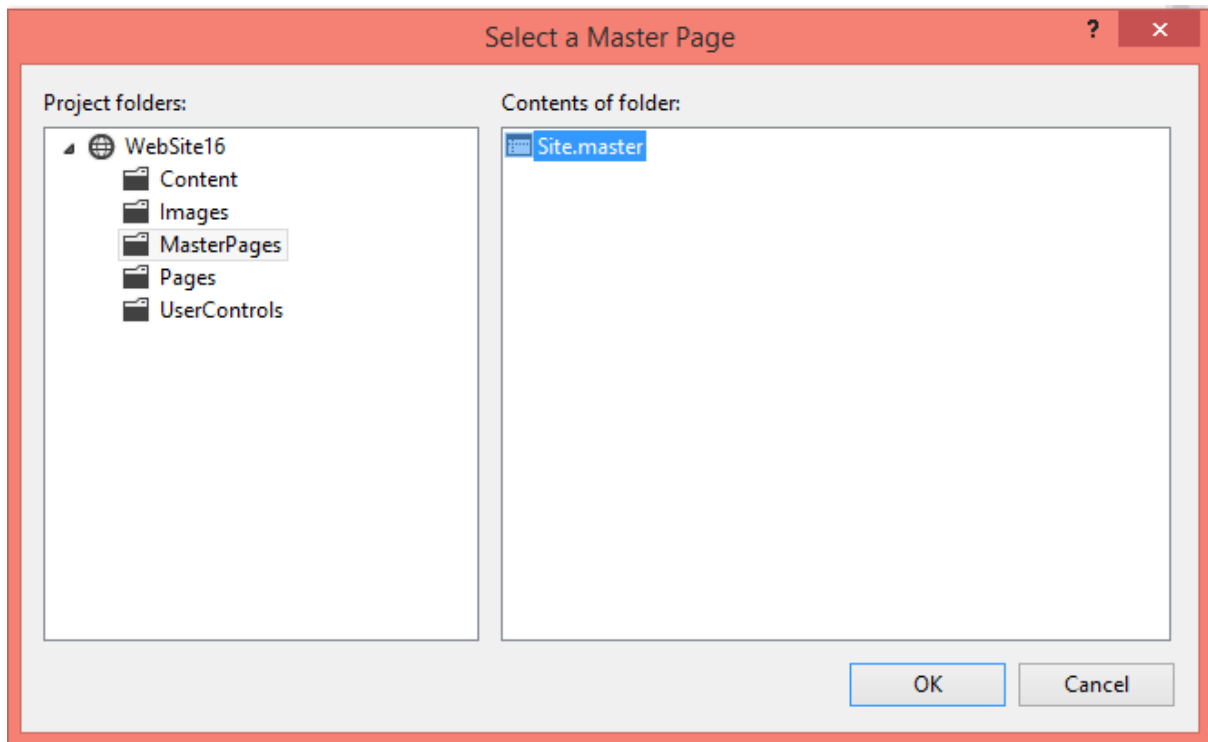 Select a Master Page
?
Project folders:
WebSite16
Content
Images
MasterPages
Pages
UserControls
Contents of folder:
Site.master
OK
Cancel